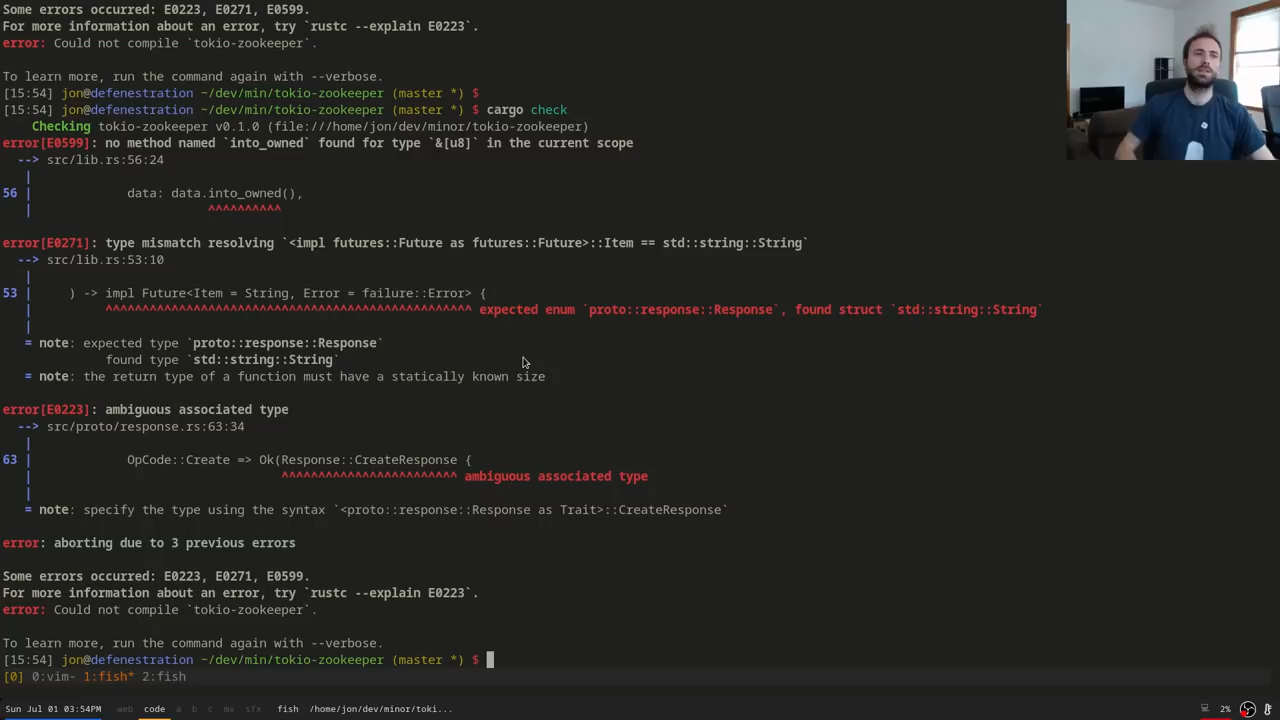 Some errors occurred: E0223, E0271, E0599.
For more information about an error, try `rustc --explain E0223`.
error: Could not compile `tokio-zookeeper`.
To learn more, run the command again with --verbose.
[15:54] jon@defenestration ~/dev/min/tokio-zookeeper (master *) $
[15:54] jon@defenestration ~/dev/min/tokio-zookeeper (master *) $ cargo check
Checking tokio-zookeeper v0.1.0 (file:///home/jon/dev/minor/tokio-zookeeper)
error[E0599]: no method named `into_owned` found for type `&[u8]` in the current scope
--> src/lib.rs:56:24
|
56 | data: data.into_owned(),
| ^^^^^^^^^^
error[E0271]: type mismatch resolving `<impl futures::Future as futures::Future>::Item == std::string::String`
--> src/lib.rs:53:10
|
53 | ) -> impl Future<Item = String, Error = failure::Error> {
| ^^^^^^^^^^^^^^^^^^^^^^^^^^^^^^^^^^^^^^^^^^^^^^^^^^ expected enum `proto::response::Response`, found struct `std::string::String`
|
= note: expected type `proto::response::Response`
found type `std::string::String`
= note: the return type of a function must have a statically known size
error[E0223]: ambiguous associated type
--> src/proto/response.rs:63:34
|
63 | OpCode::Create => Ok(Response::CreateResponse {
| ^^^^^^^^^^^^^^^^^^^^^^^^ ambiguous associated type
|
= note: specify the type using the syntax `<proto::response::Response as Trait>::CreateResponse`
error: aborting due to 3 previous errors
Some errors occurred: E0223, E0271, E0599.
For more information about an error, try `rustc --explain E0223`.
error: Could not compile `tokio-zookeeper`.
To learn more, run the command again with --verbose.
[15:54] jon@defenestration ~/dev/min/tokio-zookeeper (master *) $
[0] 0:vim- 1:fish* 2:fish
Sun Jul 01 03:54PM web code a b c mx sfx fish /home/jon/dev/minor/toki... 2%